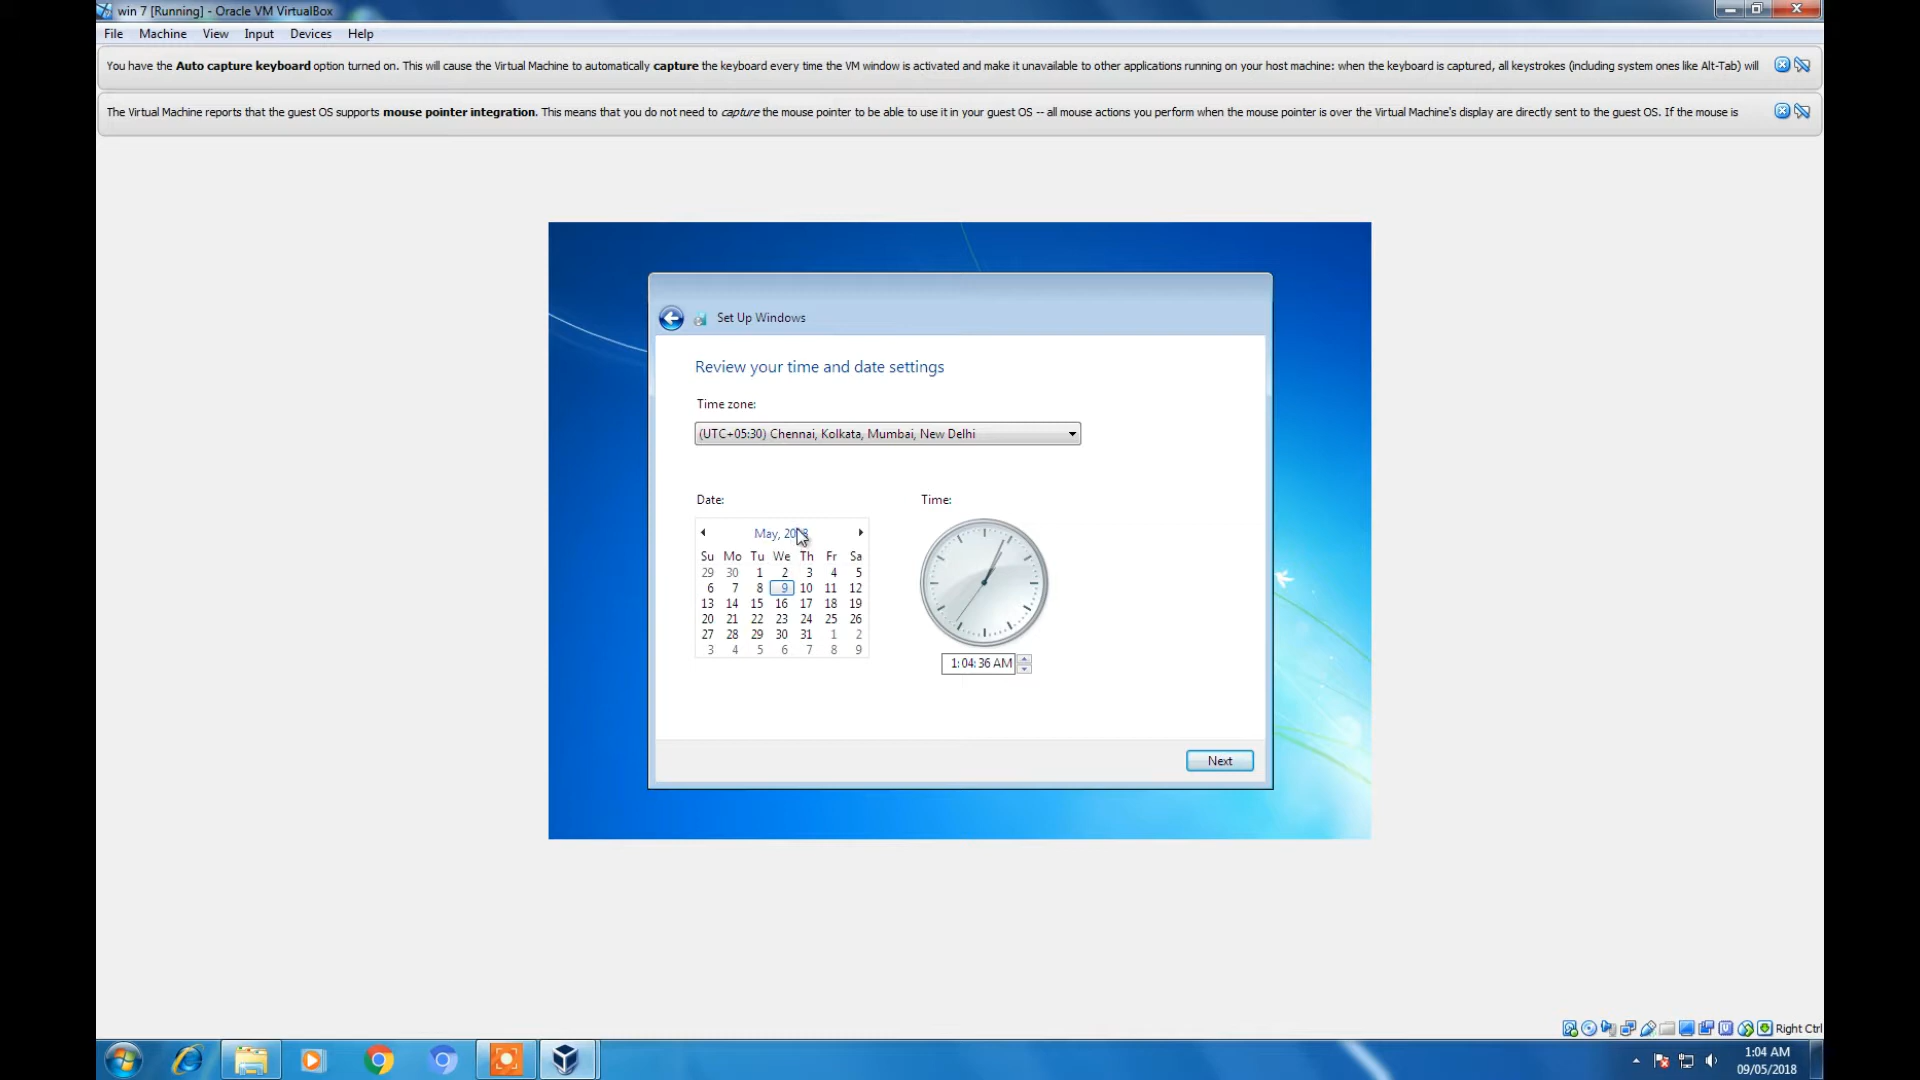 win 7 [Running] - Oracle VM VirtualBox
File Machine View Input Devices Help
You have the Auto capture keyboard option turned on. This will cause the Virtual Machine to automatically capture the keyboard every time the VM window is activated and make it unavailable to other applications running on your host machine: when the keyboard is captured, all keystrokes (including system ones like Alt-Tab) will
The Virtual Machine reports that the guest OS supports mouse pointer integration. This means that you do not need to capture the mouse pointer to be able to use it in your guest OS -- all mouse actions you perform when the mouse pointer is over the Virtual Machine's display are directly sent to the guest OS. If the mouse is
Set Up Windows
Review your time and date settings
Time zone:
(UTC+05:30) Chennai, Kolkata, Mumbai, New Delhi
Date: Time:
May,
Su Mo Tu We Th Fr Sa
29 30 1 2 3 4 5
6 7 8 9 10 11 12
13 14 15 16 17 18 19
20 21 22 23 24 25 26
27 28 29 30 31 1 2
3 4 5 6 7 8 9
1:04:36 AM
Next
Right Ctrl
1:04 AM
09/05/2018